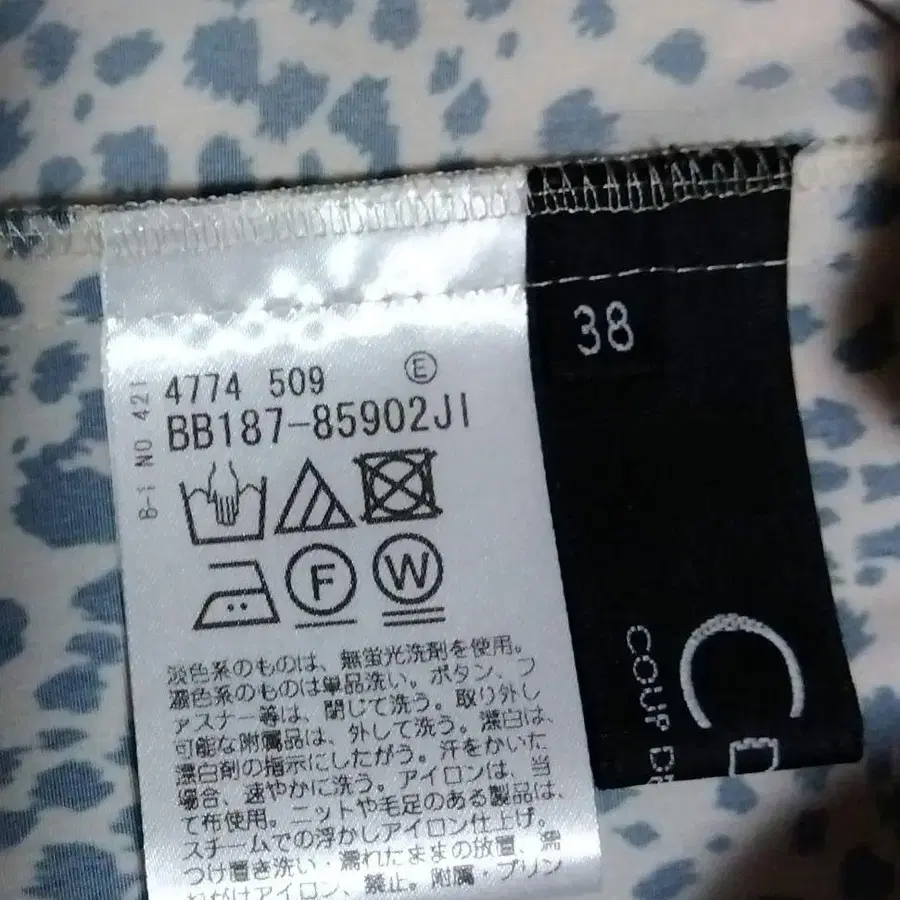 38
4774 509 Ⓔ
BB187-85902JI
B-1 NO 421
F
W
淡色系のものは、無蛍光洗剤を使用。
濃色系のものは単品洗い。ボタン、フ
ァスナー等は、閉じて洗う。取り外し
可能な附属品は、外して洗う。漂白は、
漂白剤の指示にしたがう。汗をかいた
場合、速やかに洗う。アイロンは、当
て布使用。ニットや毛足のある製品は、
スチームでの浮かしアイロン仕上げ。
つけ置き洗い・濡れたままの放置、濡
れがけアイロン、禁止。附属・プリン
COUP DE